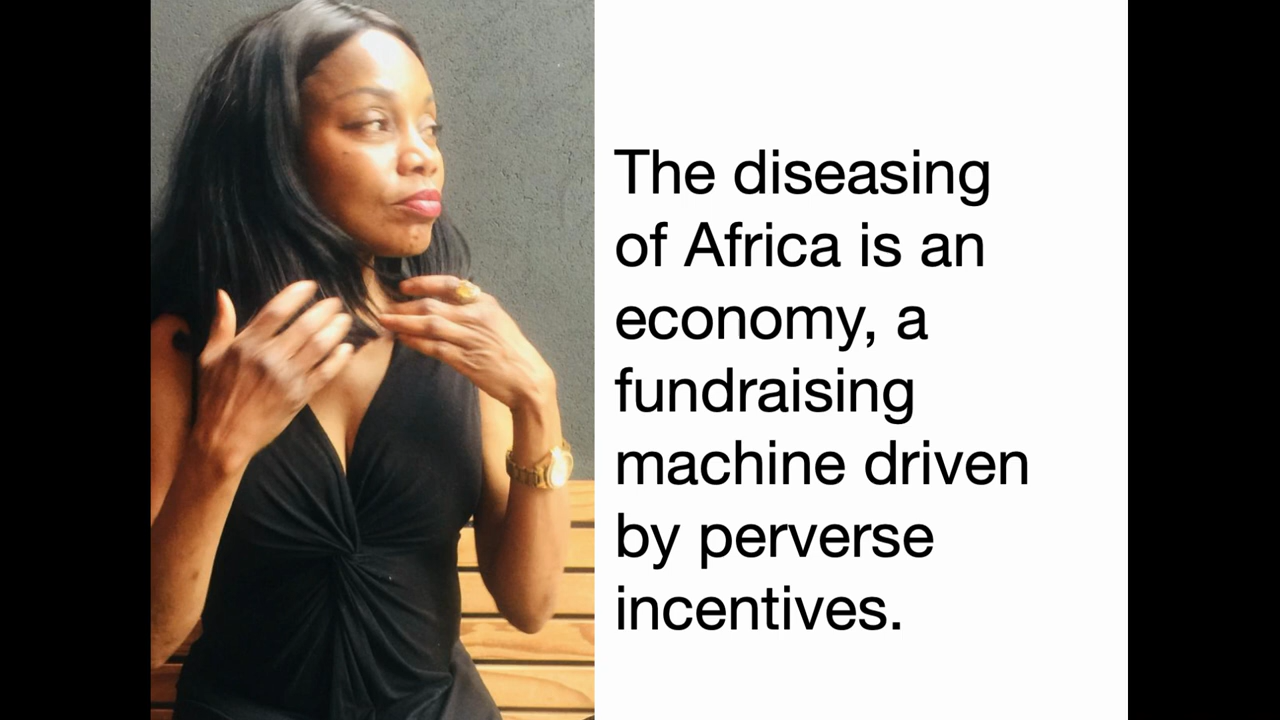 The diseasing
of Africa is an
economy, a
fundraising
machine driven
by perverse
incentives.